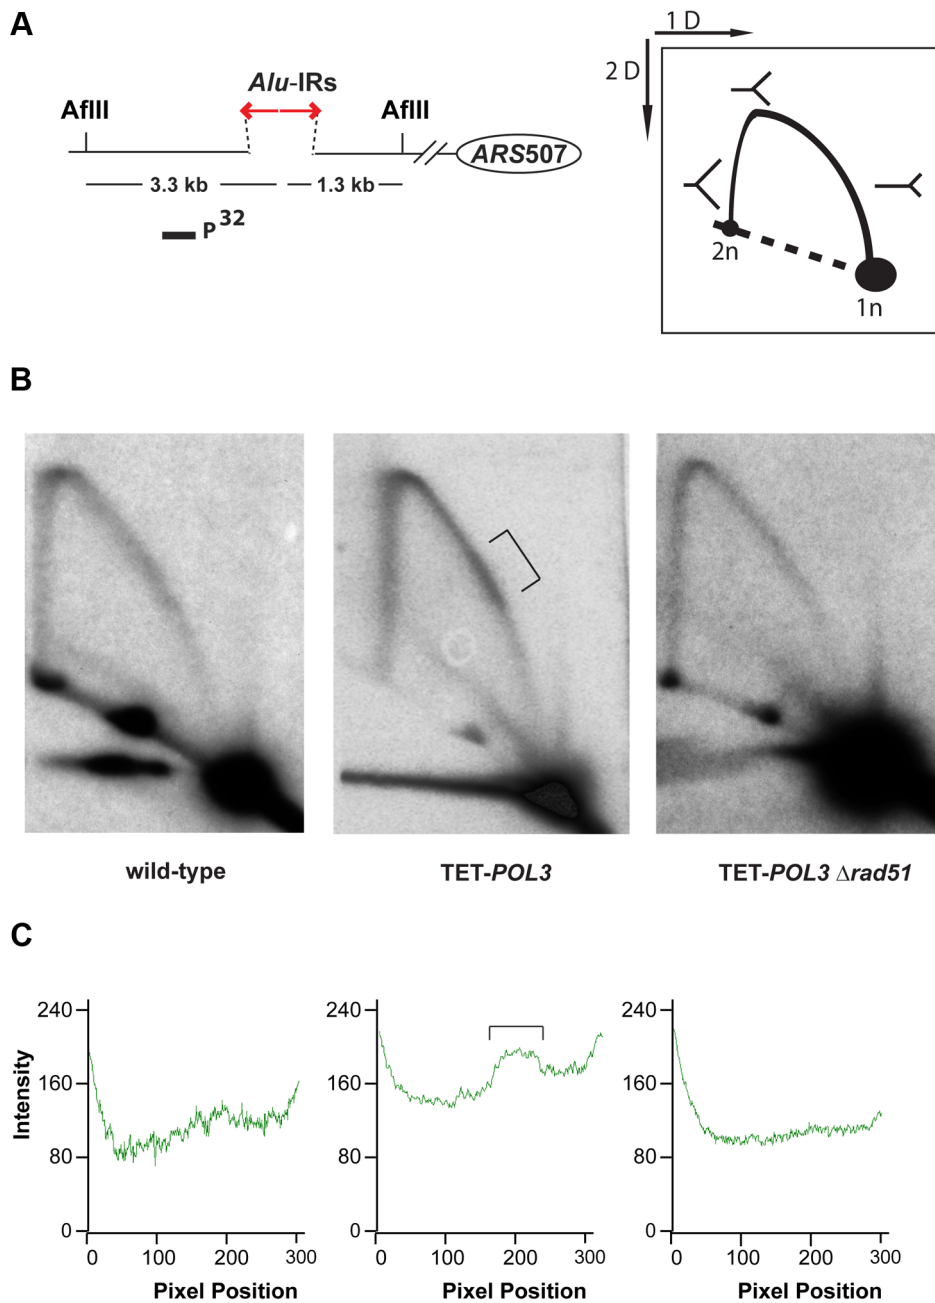 A
Alu-IRs
AflII
AflII
ARS507
3.3 kb
1.3 kb
P32
1 D
2 D
2n
1n
B
wild-type
TET-POL3
TET-POL3 Δrad51
C
Intensity
240
160
80
0
0
100
200
300
Pixel Position
240
160
80
0
0
100
200
300
Pixel Position
240
160
80
0
0
100
200
300
Pixel Position